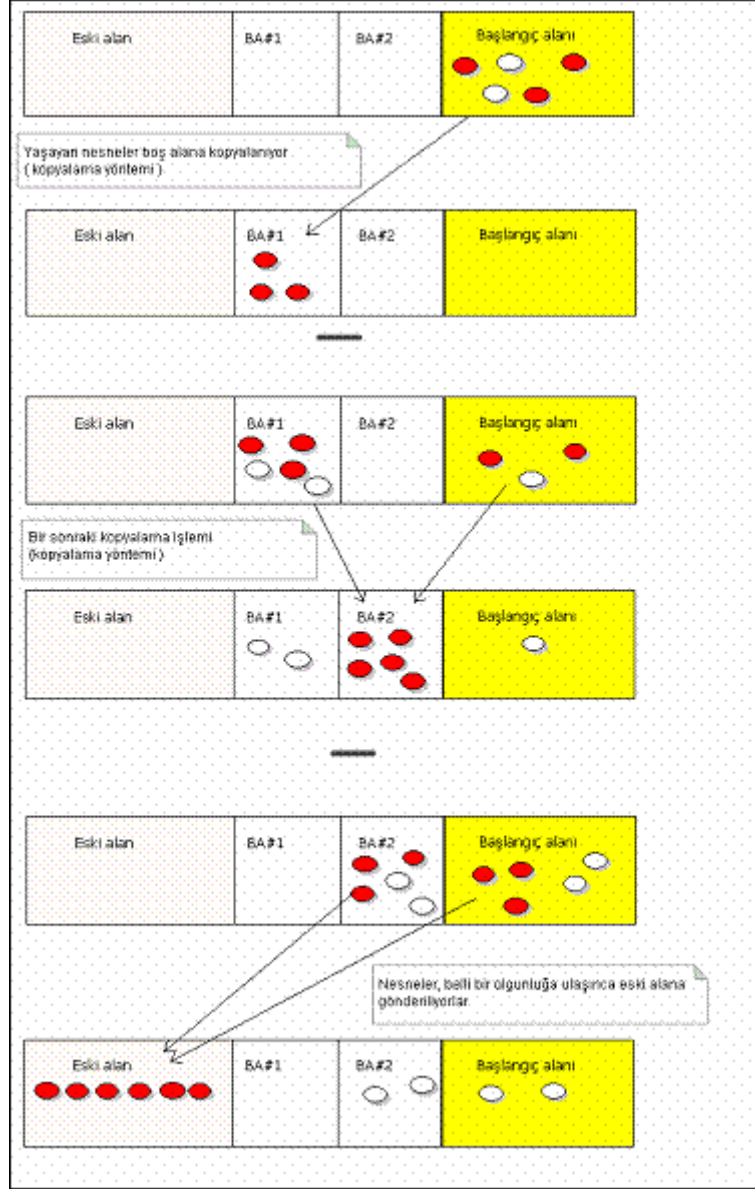 Eski alan BA#1 BA#2 Başlangıç alanı
Yaşayan nesneler boş alana kopyalanıyor
( kopyalama yöntemi )
Eski alan BA#1 BA#2 Başlangıç alanı
Eski alan BA#1 BA#2 Başlangıç alanı
Bir sonraki kopyalama işlemi
(kopyalama yöntemi )
Eski alan BA#1 BA#2 Başlangıç alanı
Eski alan BA#1 BA#2 Başlangıç alanı
Nesneler, belli bir olgunluğa ulaşınca eski alana
gönderiliyorlar
Eski alan BA#1 BA#2 Başlangıç alanı